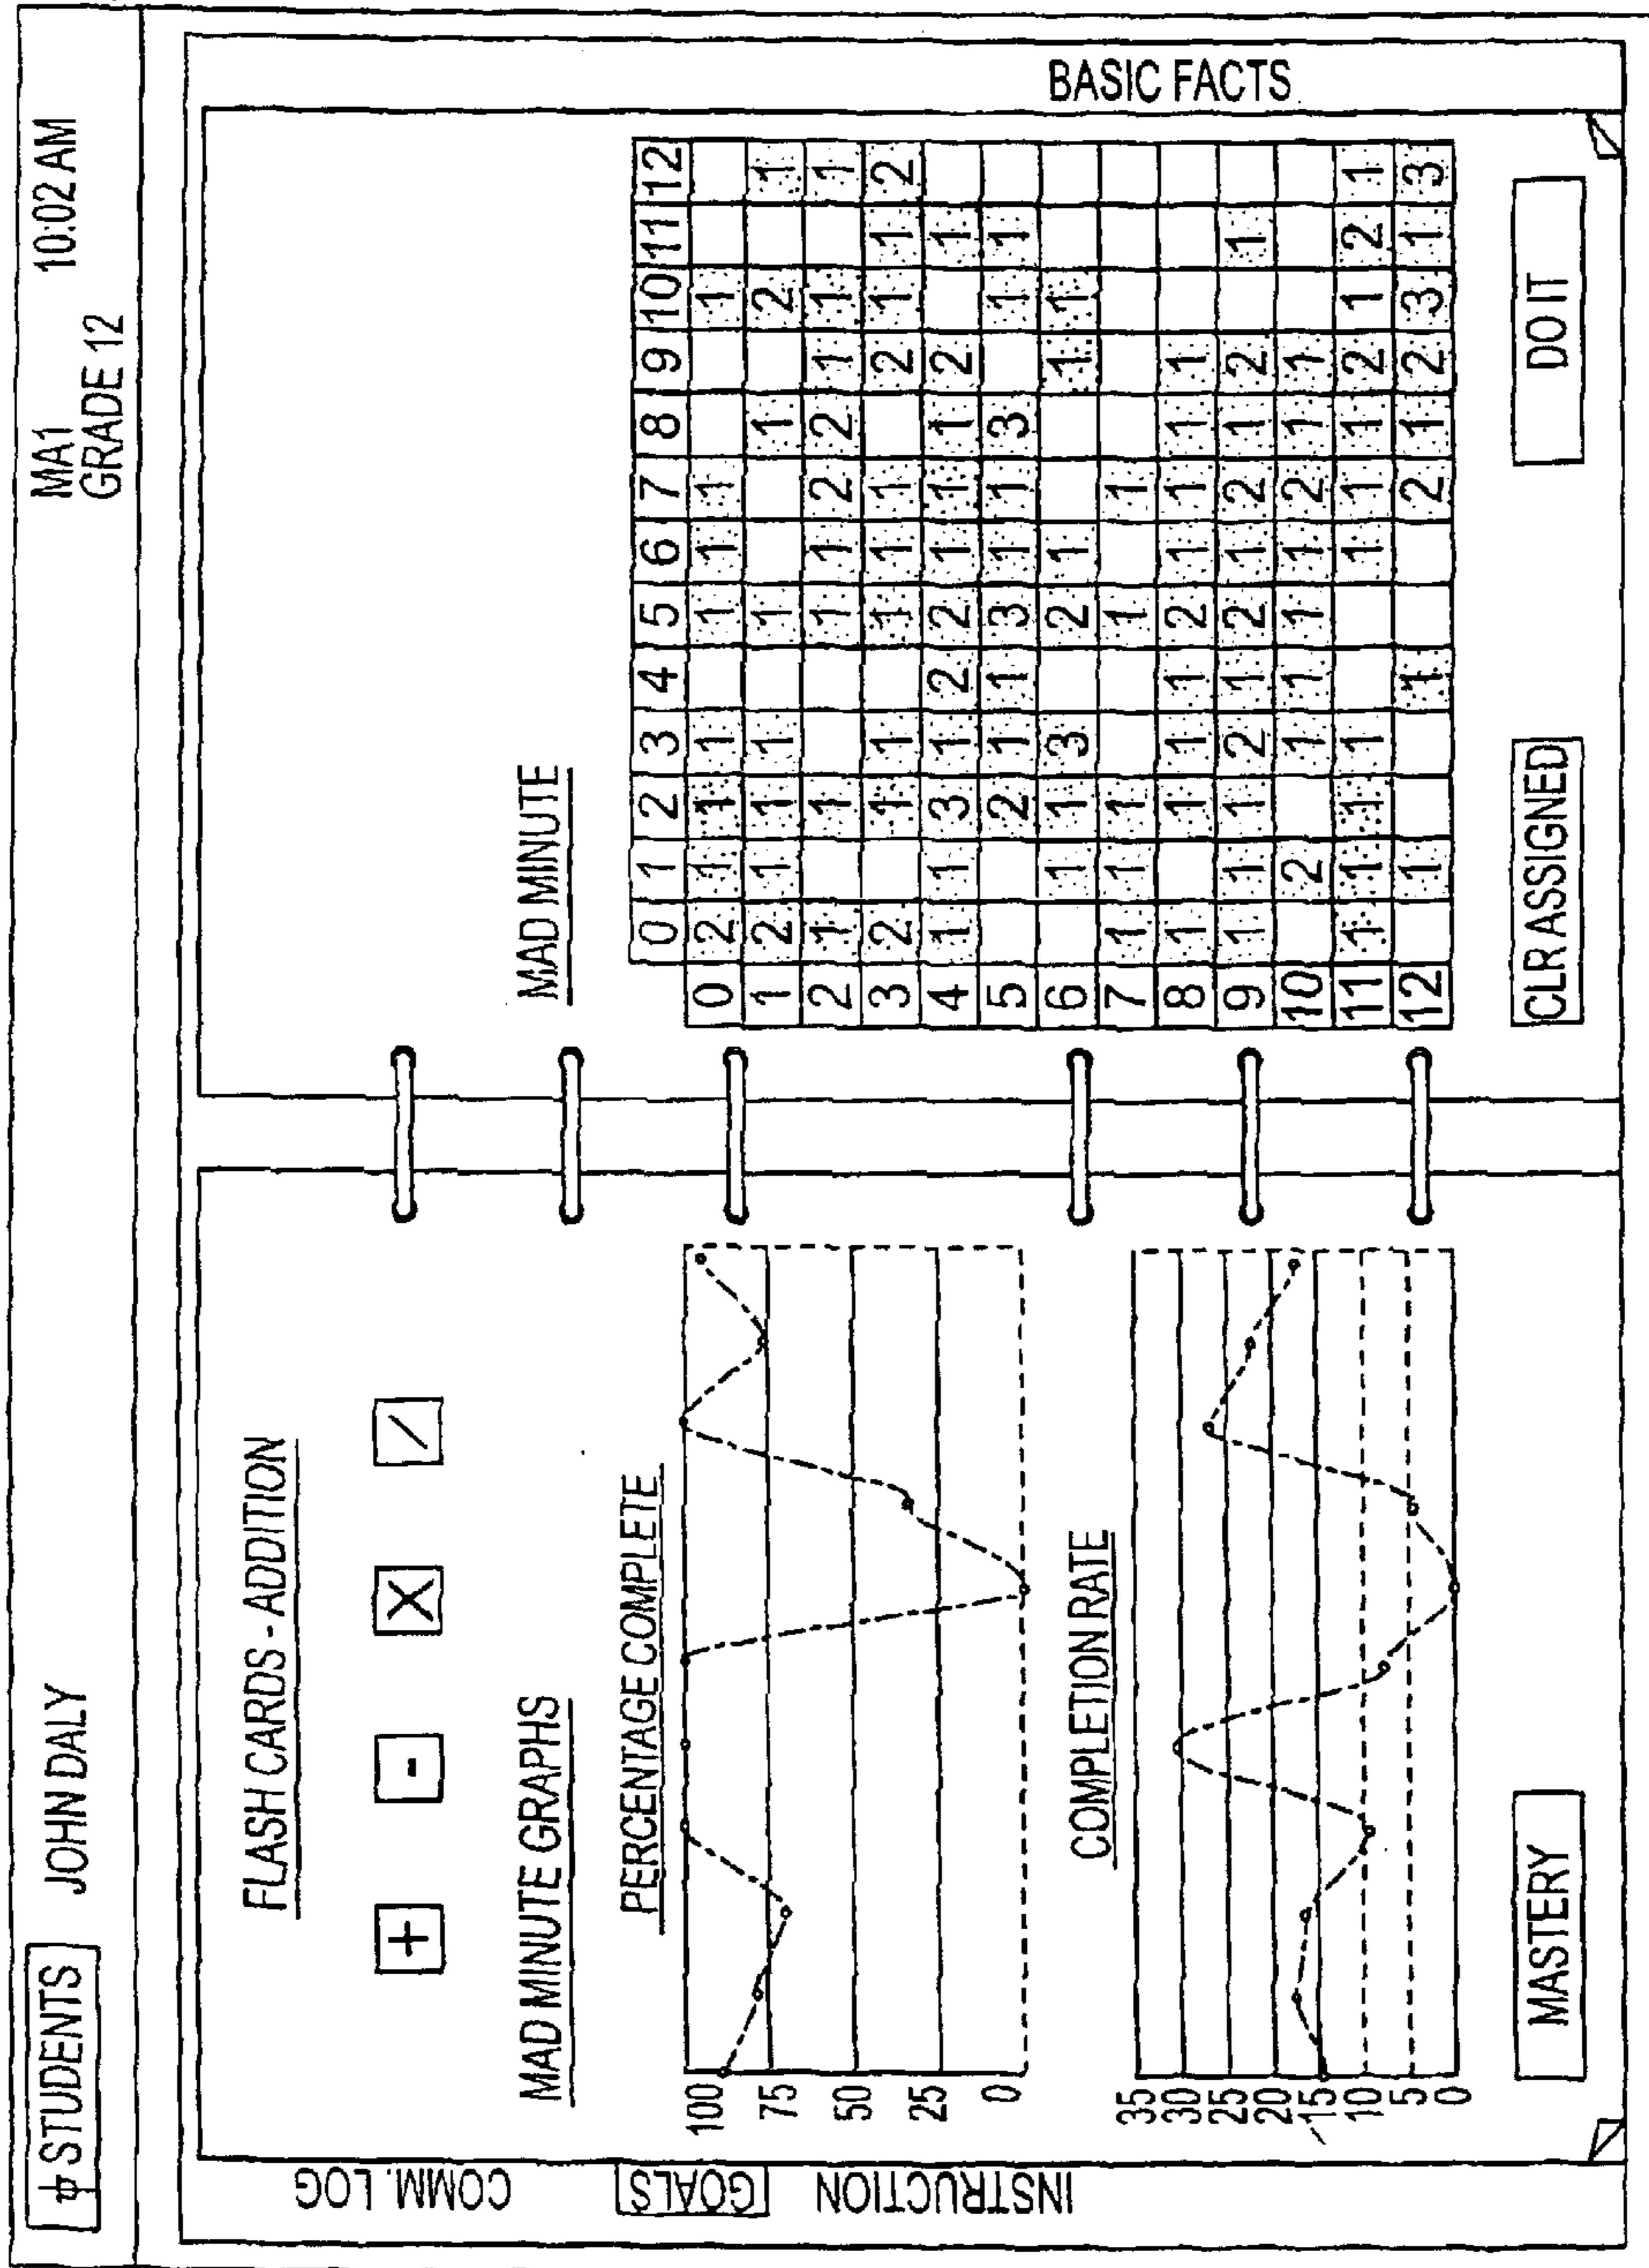 STUDENTS JOHN DALY MA1 10:02 AM
GRADE 12
COMM. LOG
GOALS
INSTRUCTION
FLASH CARDS - ADDITION
+ - X /
MAD MINUTE GRAPHS
PERCENTAGE COMPLETE
100
75
50
25
0
COMPLETION RATE
35
30
25
20
15
10
5
0
MASTERY
MAD MINUTE
0 1 2 3 4 5 6 7 8 9 10 11 12
0 2 1 1 1 1 1 1 1
1 2 1 1 1 1 1 2 1
2 1 1 1 1 2 2 1 1 1
3 2 1 1 1 1 1 2 1 1 2
4 1 1 3 1 2 2 1 1 1 2 1
5 2 1 1 3 1 1 3 1 1
6 1 1 3 2 1 1 1
7 1 1 1 1 1
8 1 1 1 1 2 1 1 1 1
9 1 1 1 2 1 2 1 2 1 2 1
10 2 1 1 1 1 2 1 1
11 1 1 1 1 1 1 1 2 1 2 1
12 1 1 2 1 2 3 1 3
CLR ASSIGNED DO IT
BASIC FACTS